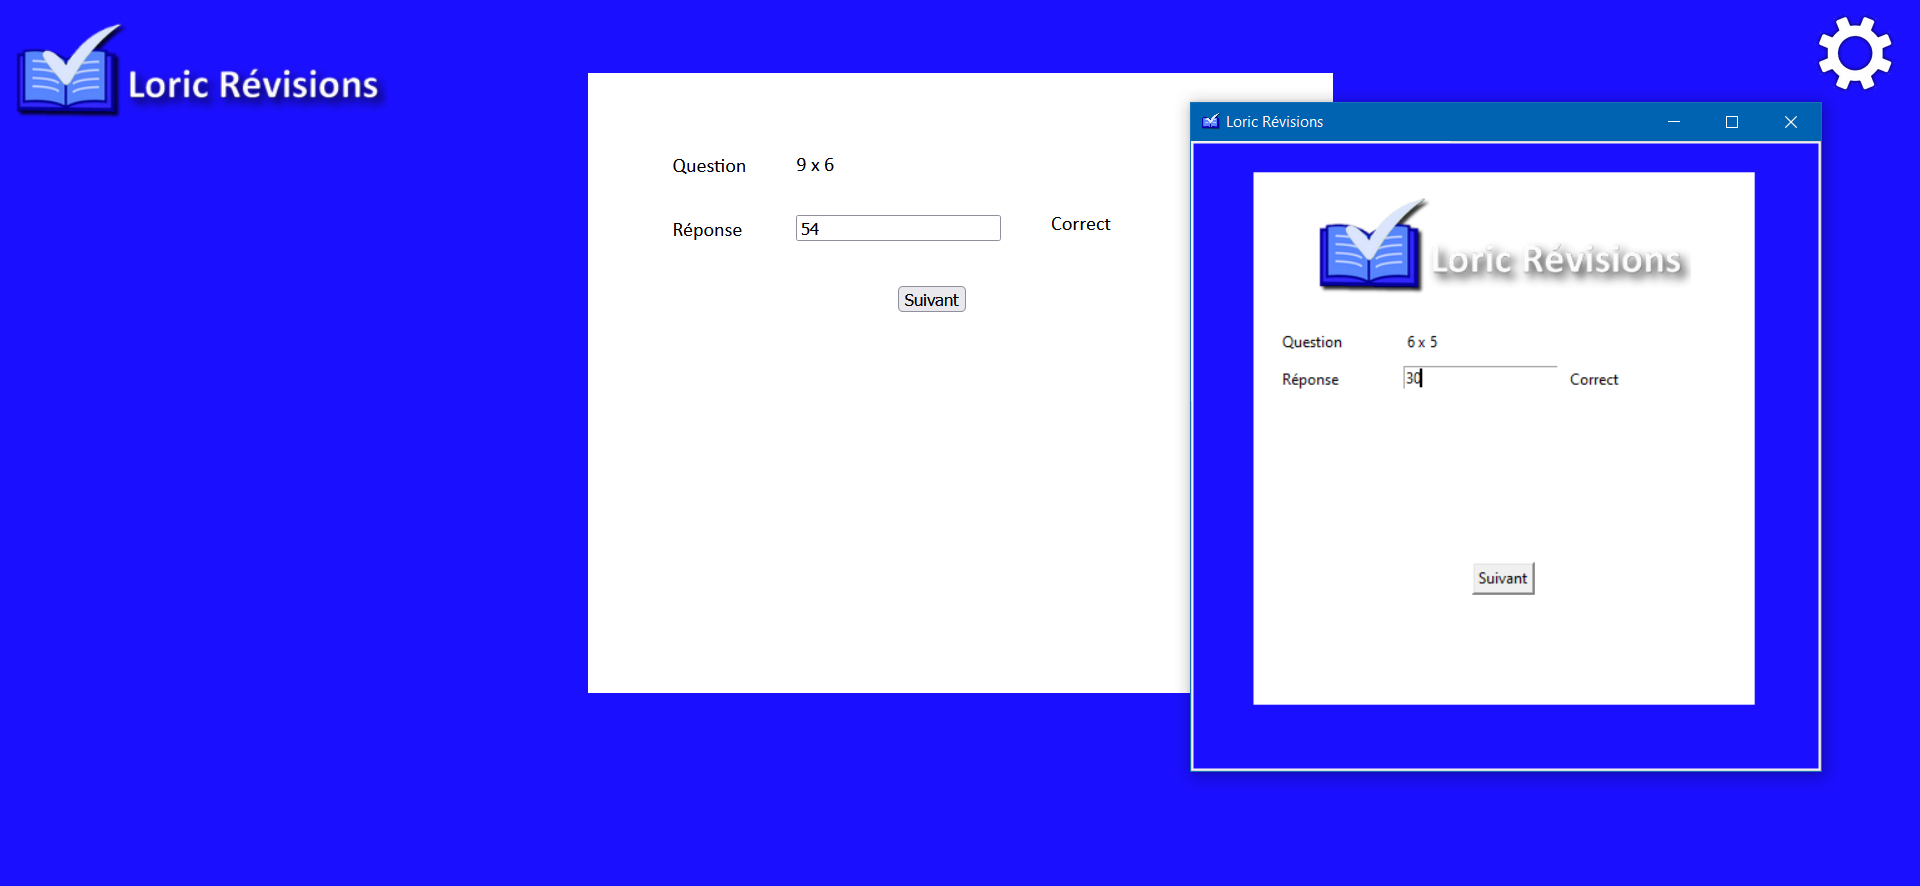 Loric Révisions
Question 9 x 6
Réponse 54 Correct
Suivant
Loric Révisions
Loric Révisions
Question 6 x 5
Réponse 30 Correct
Suivant